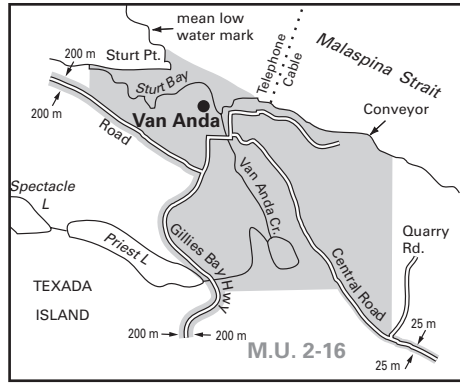 200 m
mean low
water mark
Sturt Pt.
Telephone
Cable
Malaspina Strait
Sturt Bay
200 m
Van Anda
Conveyor
Road
Spectacle
L
Van Anda Cr.
Priest L
Gillies Bay Hwy
Quarry
Rd.
TEXADA
ISLAND
Central Road
200 m
200 m
25 m
25 m
M.U. 2-16